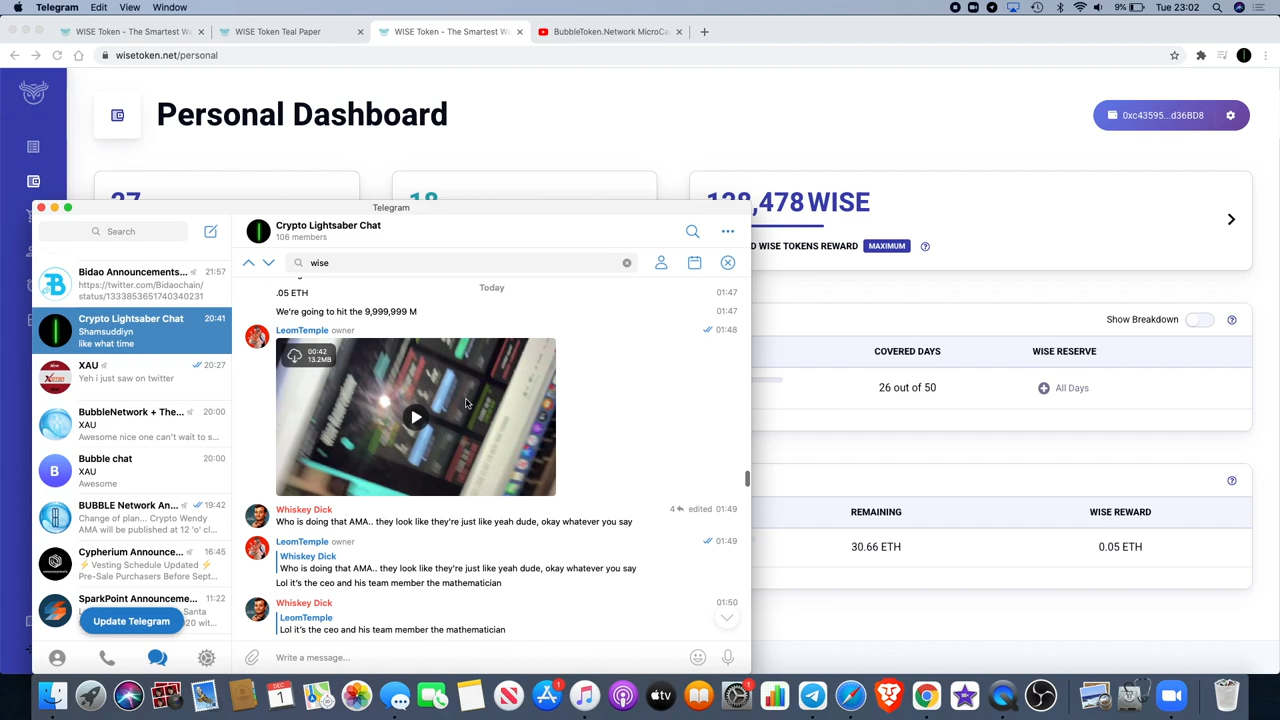 Telegram Edit View Window
9% Tue 23:02
WISE Token - The Smartest W
WISE Token Teal Paper
WISE Token - The Smartest W
BubbleToken.Network MicroCa
wisetoken.net/personal
Personal Dashboard
0xc43595...d36BD8
WISE
WISE TOKENS REWARD MAXIMUM
Show Breakdown
COVERED DAYS WISE RESERVE
26 out of 50 All Days
REMAINING WISE REWARD
30.66 ETH 0.05 ETH
Telegram
Search
Bidao Announcements... 21:57
https://twitter.com/Bidaochain/
status/1333853651740340231
Crypto Lightsaber Chat 20:41
Shamsuddiyn
like what time
XAU 20:27
Yeh i just saw on twitter
BubbleNetwork + The... 20:00
XAU
Awesome nice one can't wait to s...
B
Bubble chat 20:00
XAU
Awesome
BUBBLE Network An... 19:42
Change of plan... Crypto Wendy
AMA will be published at 12 'o' cl...
Cypherium Announce... 16:45
⚡ Vesting Schedule Updated ⚡
Pre-Sale Purchasers Before Sept...
SparkPoint Announceme... 11:22
Update Telegram
Crypto Lightsaber Chat
106 members
wise
Today
.05 ETH 01:47
We're going to hit the 9,999,999 M 01:47
LeomTemple owner 01:48
00:42
13.2MB
Whiskey Dick 4 edited 01:49
Who is doing that AMA.. they look like they're just like yeah dude, okay whatever you say
LeomTemple owner 01:49
Whiskey Dick
Who is doing that AMA.. they look like they're just like yeah dude, okay whatever you say
Lol it's the ceo and his team member the mathematician
Whiskey Dick 01:50
LeomTemple
Lol it's the ceo and his team member the mathematician
Write a message...
DEC
1
tv